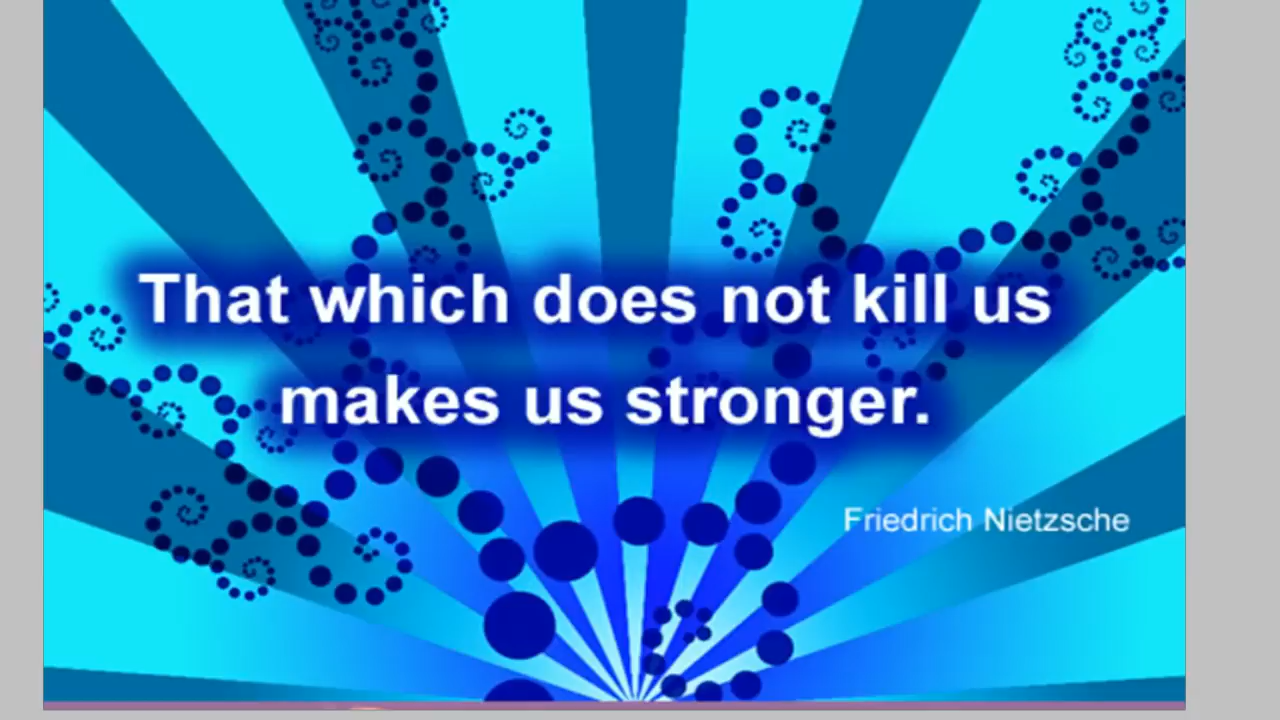 That which does not kill us
makes us stronger.
Friedrich Nietzsche